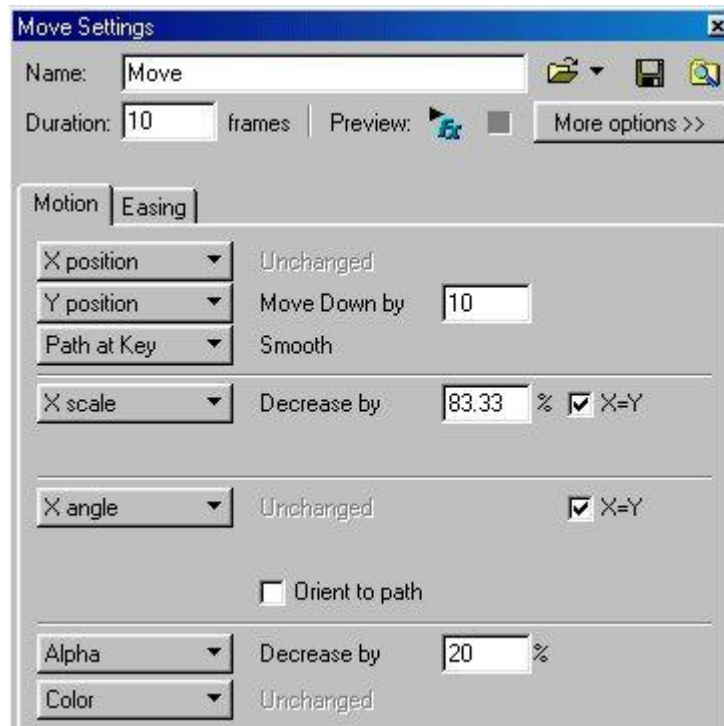 Move Settings
Name: Move
Duration: 10 frames Preview: fx More options >>
Motion Easing
X position Unchanged
Y position Move Down by 10
Path at Key Smooth
X scale Decrease by 83.33 % X=Y
X angle Unchanged X=Y
Orient to path
Alpha Decrease by 20 %
Color Unchanged